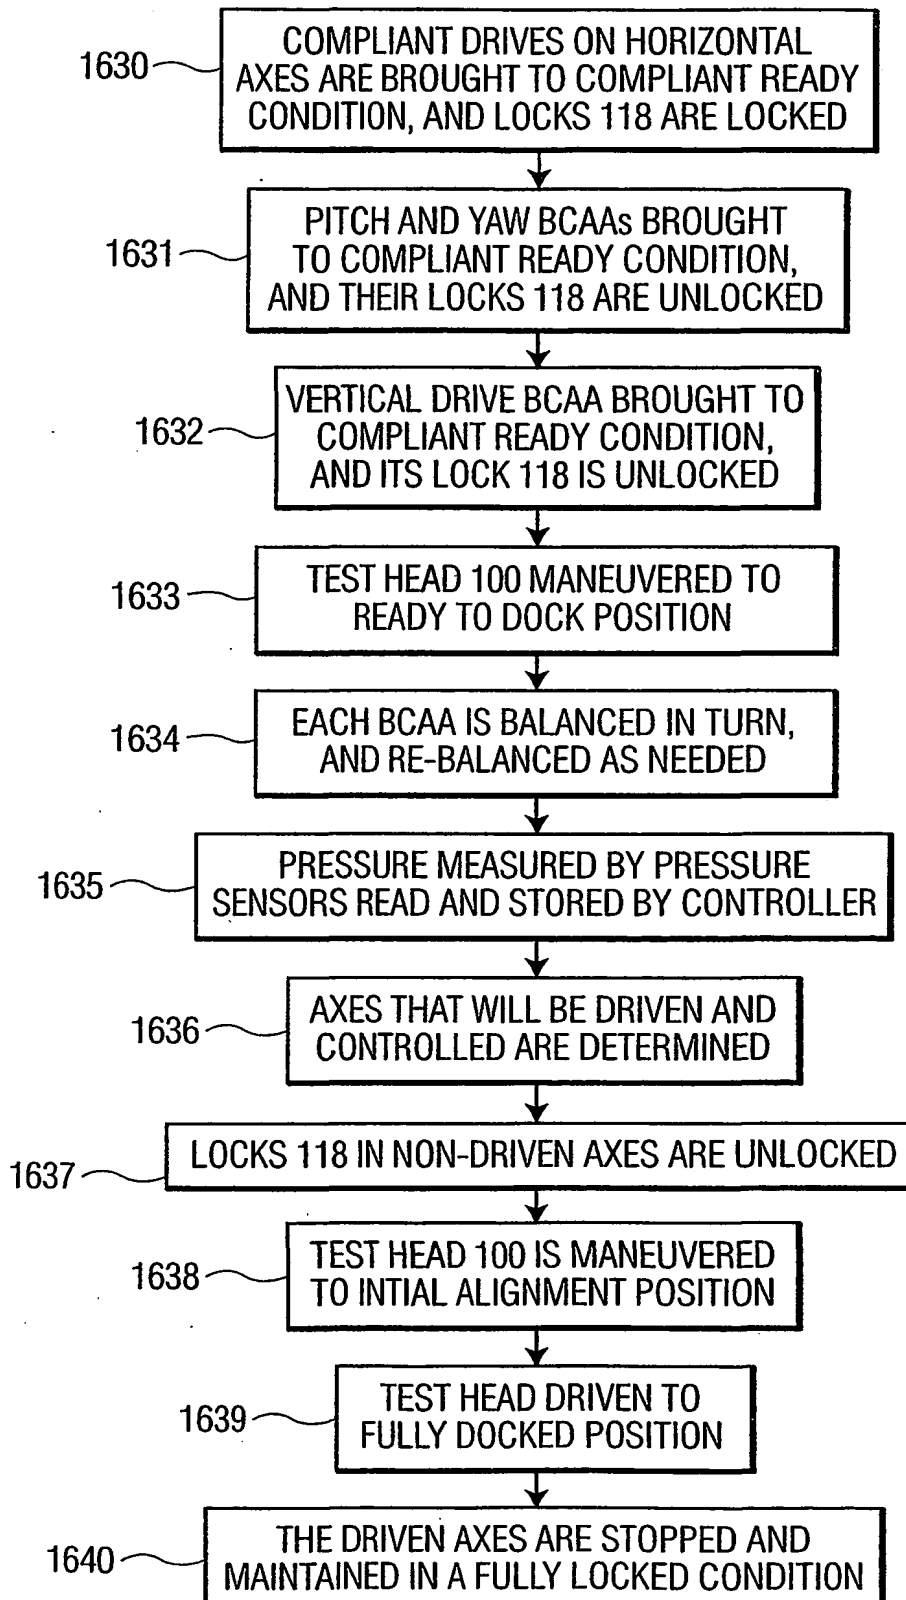 1630
COMPLIANT DRIVES ON HORIZONTAL
AXES ARE BROUGHT TO COMPLIANT READY
CONDITION, AND LOCKS 118 ARE LOCKED
1631
PITCH AND YAW BCAAs BROUGHT
TO COMPLIANT READY CONDITION,
AND THEIR LOCKS 118 ARE UNLOCKED
1632
VERTICAL DRIVE BCAA BROUGHT TO
COMPLIANT READY CONDITION,
AND ITS LOCK 118 IS UNLOCKED
1633
TEST HEAD 100 MANEUVERED TO
READY TO DOCK POSITION
1634
EACH BCAA IS BALANCED IN TURN,
AND RE-BALANCED AS NEEDED
1635
PRESSURE MEASURED BY PRESSURE
SENSORS READ AND STORED BY CONTROLLER
1636
AXES THAT WILL BE DRIVEN AND
CONTROLLED ARE DETERMINED
1637
LOCKS 118 IN NON-DRIVEN AXES ARE UNLOCKED
1638
TEST HEAD 100 IS MANEUVERED
TO INTIAL ALIGNMENT POSITION
1639
TEST HEAD DRIVEN TO
FULLY DOCKED POSITION
1640
THE DRIVEN AXES ARE STOPPED AND
MAINTAINED IN A FULLY LOCKED CONDITION